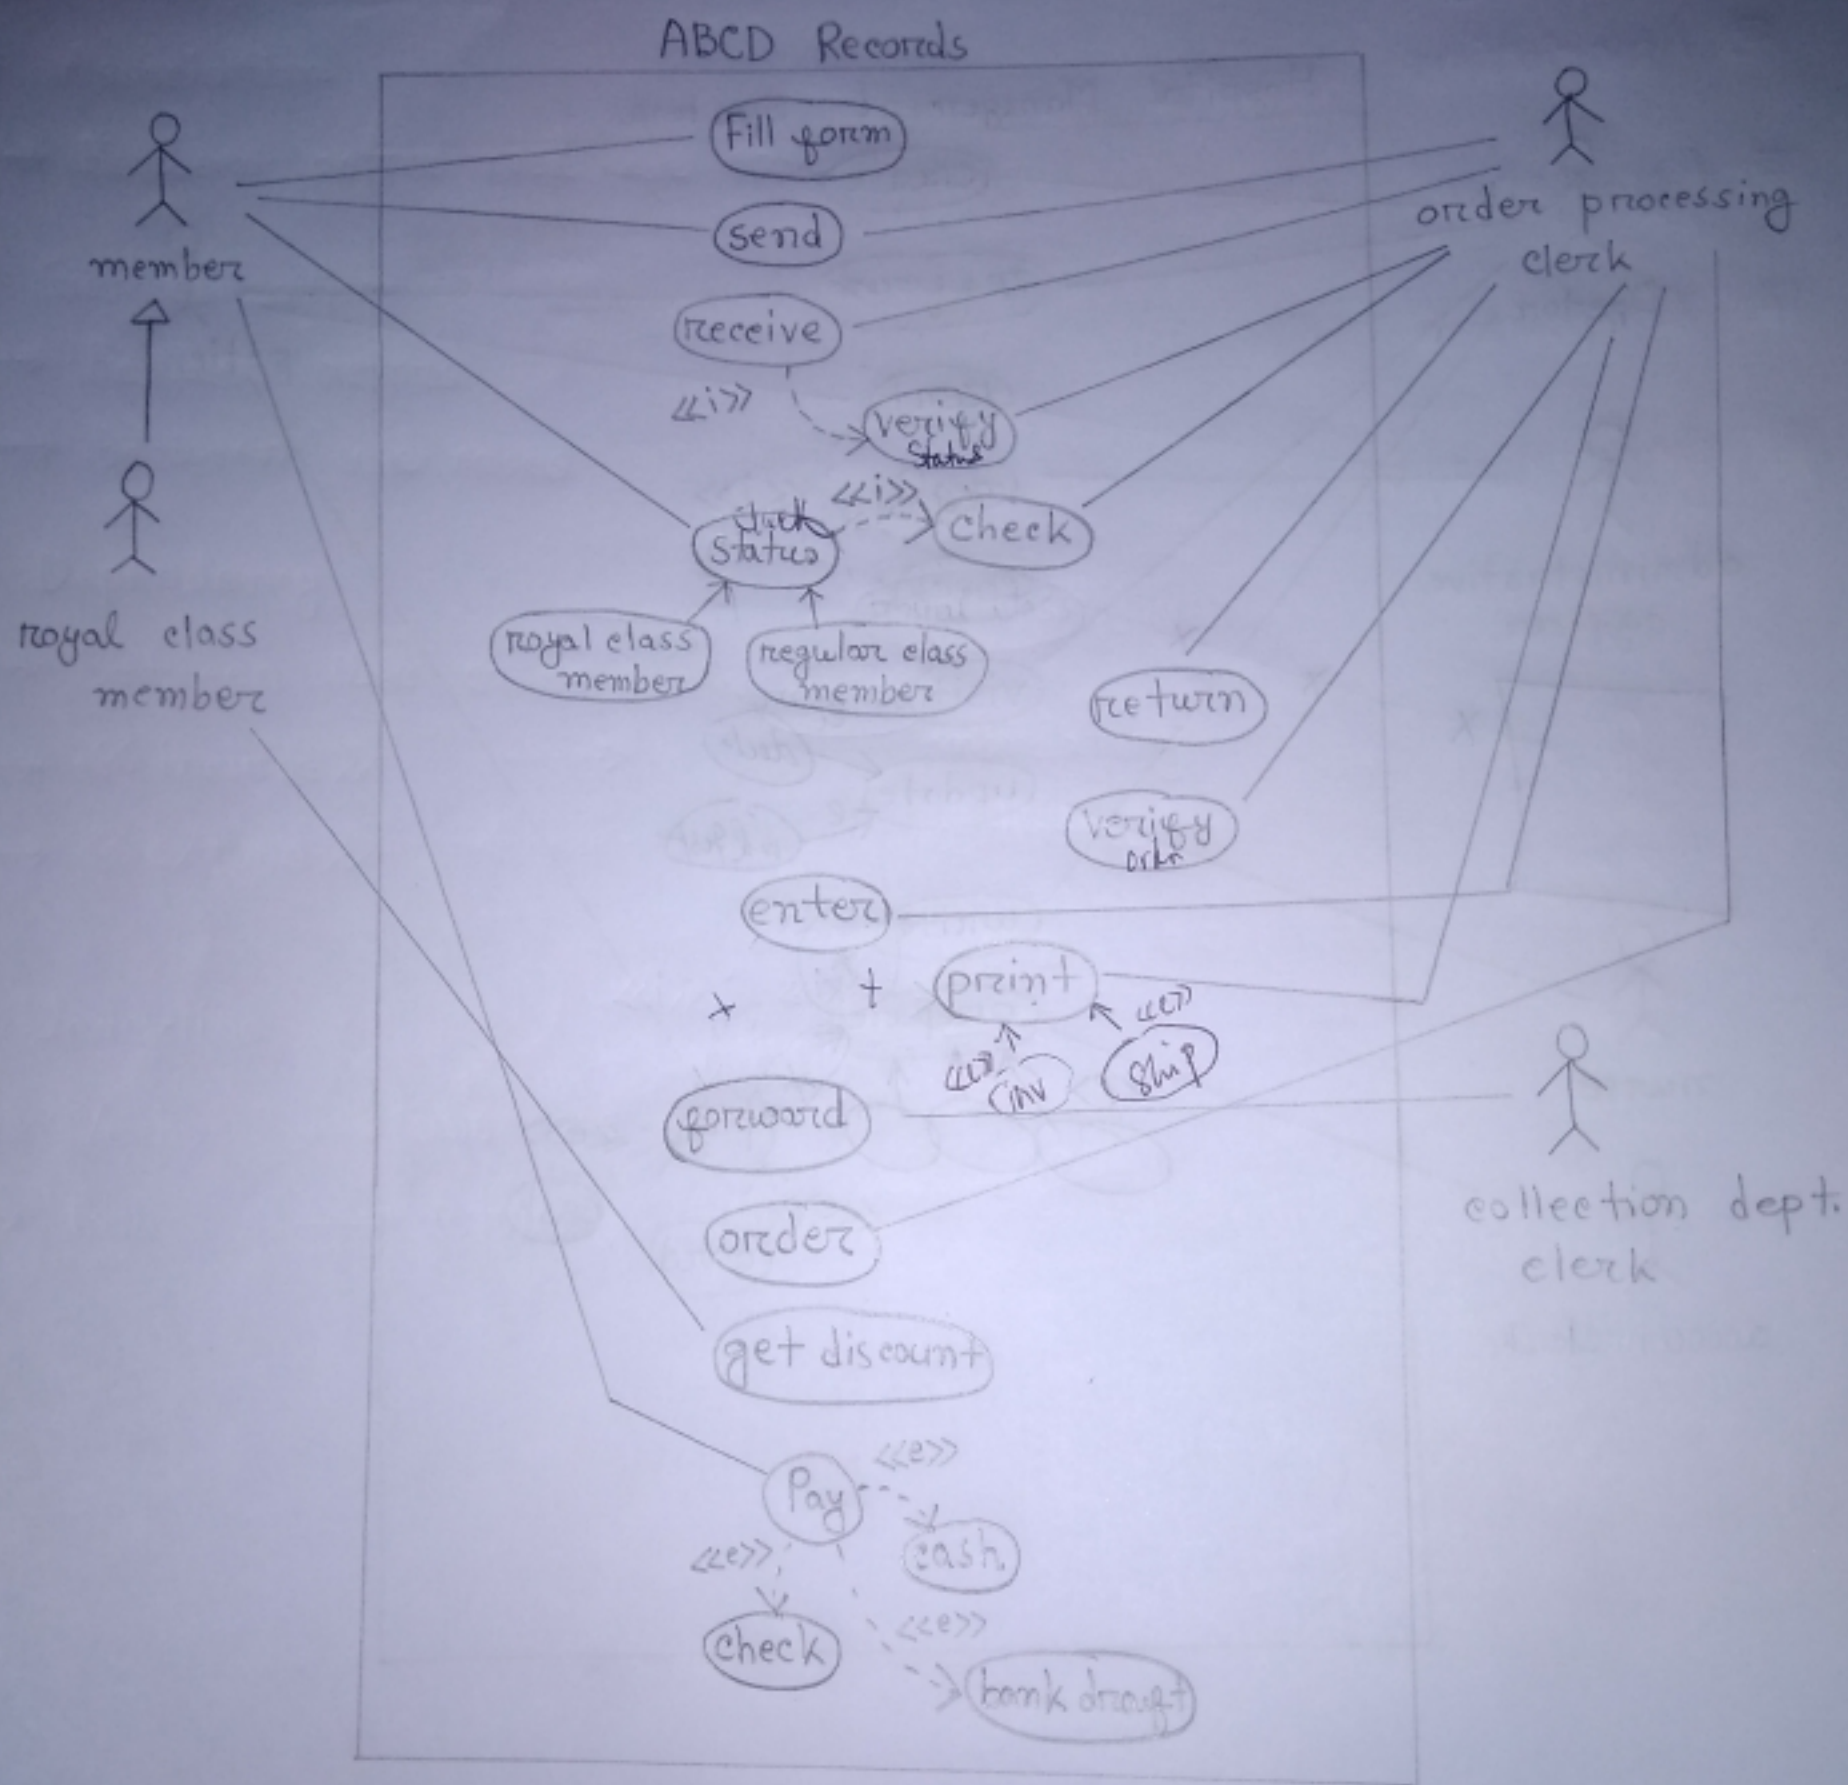 ABCD Records
Fill form
send
member
order processing
clerk
receive
<<i>>
verify
status
<<i>>
check
status
royal class
member
royal class
member
regular class
member
return
verify
enter
print
<<e>>
<<e>>
inv
ship
forward
order
collection dept.
clerk
get discount
Pay
<<e>>
cash
<<e>>
check
<<e>>
bank draft